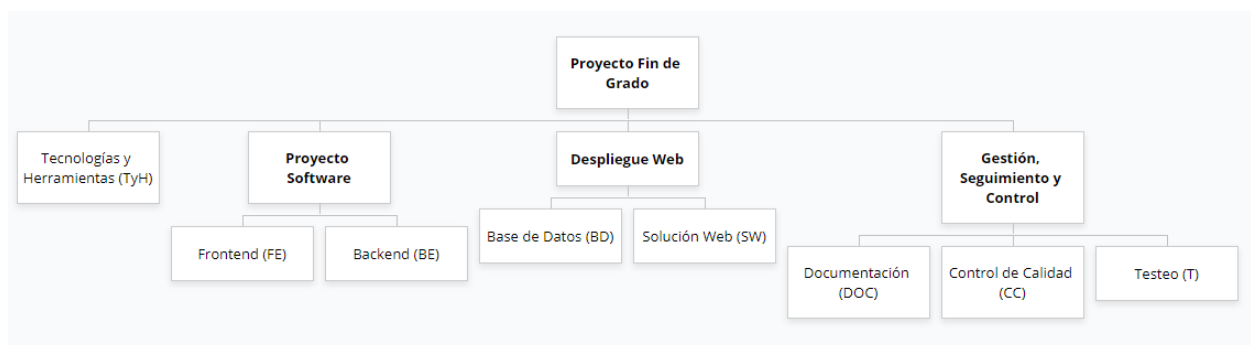 Proyecto Fin de
Grado
Tecnologías y
Herramientas (TyH)
Proyecto
Software
Despliegue Web
Gestión,
Seguimiento y
Control
Frontend (FE)
Backend (BE)
Base de Datos (BD)
Solución Web (SW)
Documentación
(DOC)
Control de Calidad
(CC)
Testeo (T)